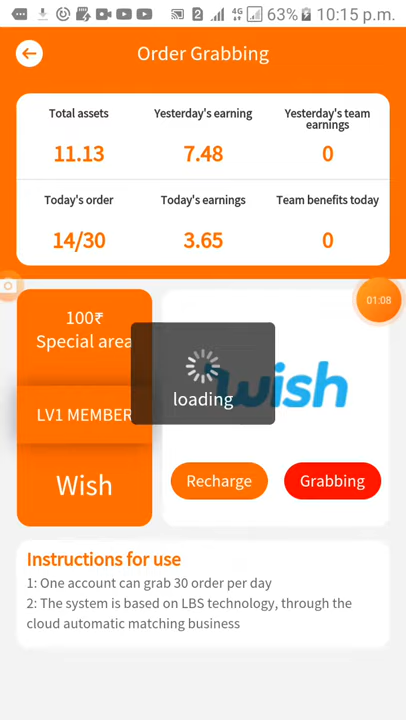 63% 10:15 p.m.
Order Grabbing
Total assets
Yesterday's earning
Yesterday's team
earnings
11.13
7.48
0
Today's order
Today's earnings
Team benefits today
14/30
3.65
0
01:08
100₹
Special area
LV1 MEMBER
Wish
loading
wish
Recharge
Grabbing
Instructions for use
1: One account can grab 30 order per day
2: The system is based on LBS technology, through the
cloud automatic matching business